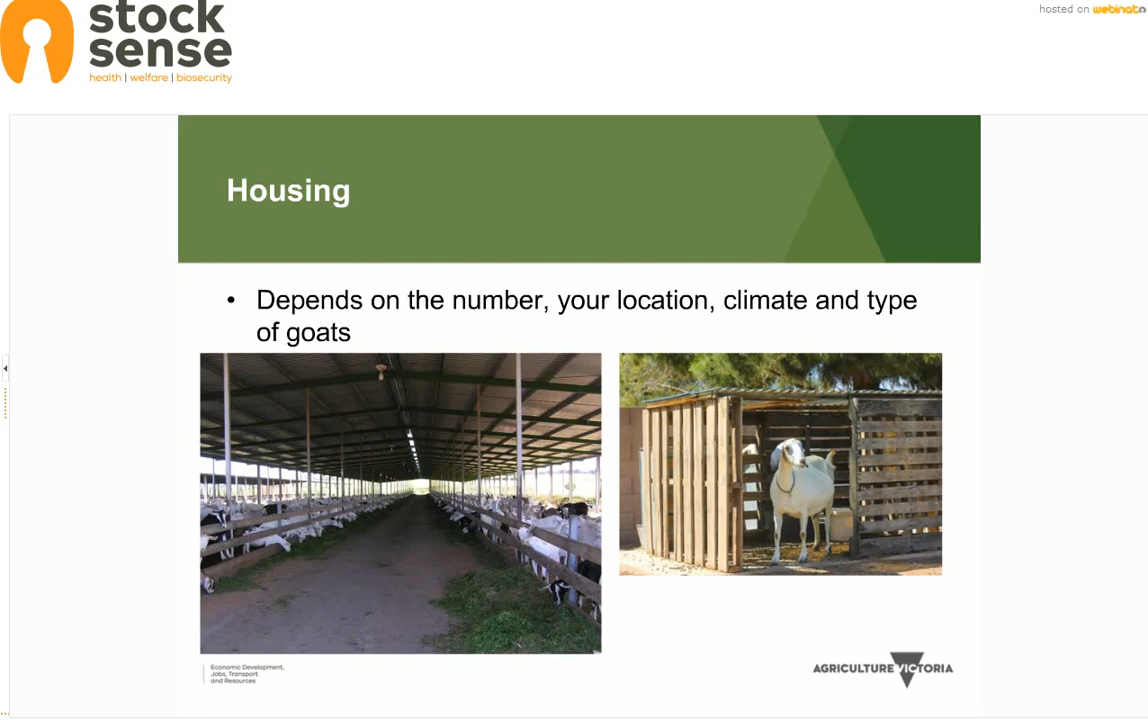 stock
sense
health | welfare | biosecurity
hosted on webinato
Housing
• Depends on the number, your location, climate and type
of goats
Economic Development,
Jobs, Transport
and Resources
AGRICULTURE VICTORIA